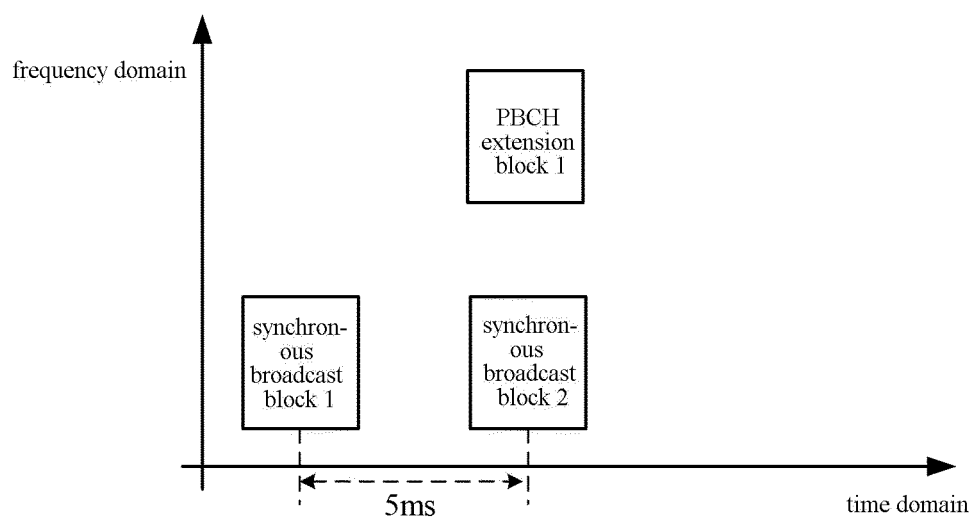 frequency domain
PBCH
extension
block 1
synchron-
ous
broadcast
block 1
synchron-
ous
broadcast
block 2
5ms
time domain